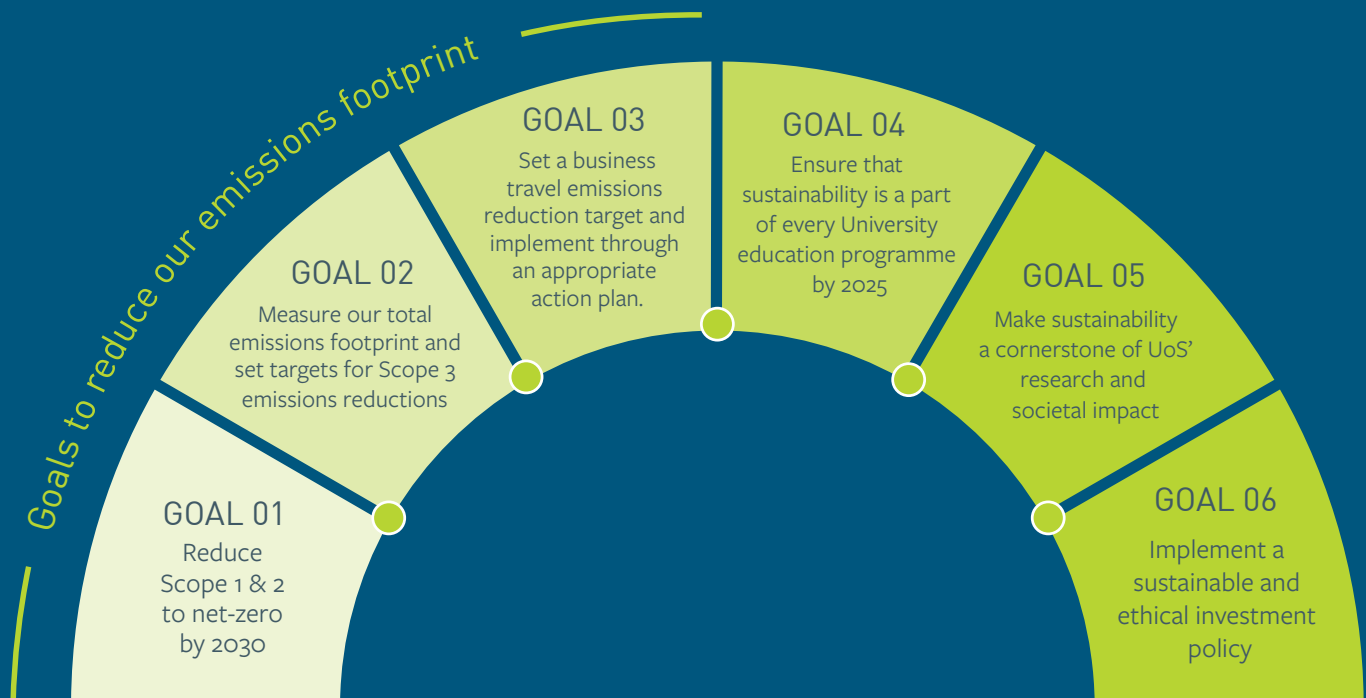 Goals to reduce our emissions footprint
GOAL 01
Reduce
Scope 1 & 2
to net-zero
by 2030
GOAL 02
Measure our total
emissions footprint and
set targets for Scope 3
emissions reductions
GOAL 03
Set a business
travel emissions
reduction target and
implement through
an appropriate
action plan.
GOAL 04
Ensure that
sustainability is a part
of every University
education programme
by 2025
GOAL 05
Make sustainability
a cornerstone of UoS’
research and
societal impact
GOAL 06
Implement a
sustainable and
ethical investment
policy